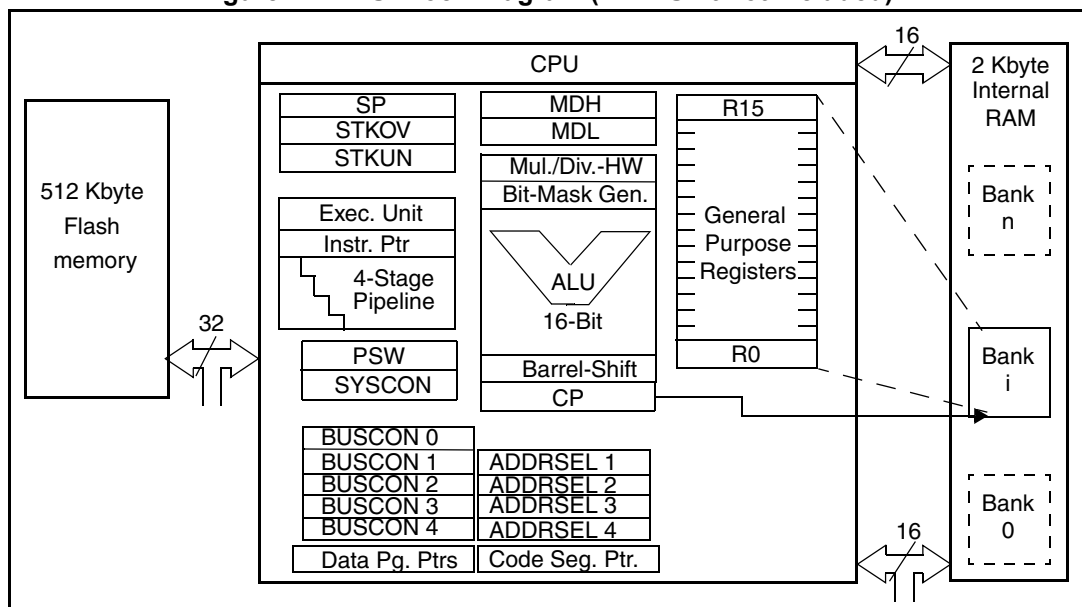 CPU
16
2 Kbyte
Internal
RAM
512 Kbyte
Flash
memory
32
SP
STKOV
STKUN
Exec. Unit
Instr. Ptr
4-Stage
Pipeline
PSW
SYSCON
BUSCON 0
BUSCON 1
BUSCON 2
BUSCON 3
BUSCON 4
Data Pg. Ptrs
MDH
MDL
Mul./Div.-HW
Bit-Mask Gen.
ALU
16-Bit
Barrel-Shift
CP
ADDRSEL 1
ADDRSEL 2
ADDRSEL 3
ADDRSEL 4
Code Seg. Ptr.
R15
General
Purpose
Registers
R0
Bank
n
Bank
i
Bank
0
16